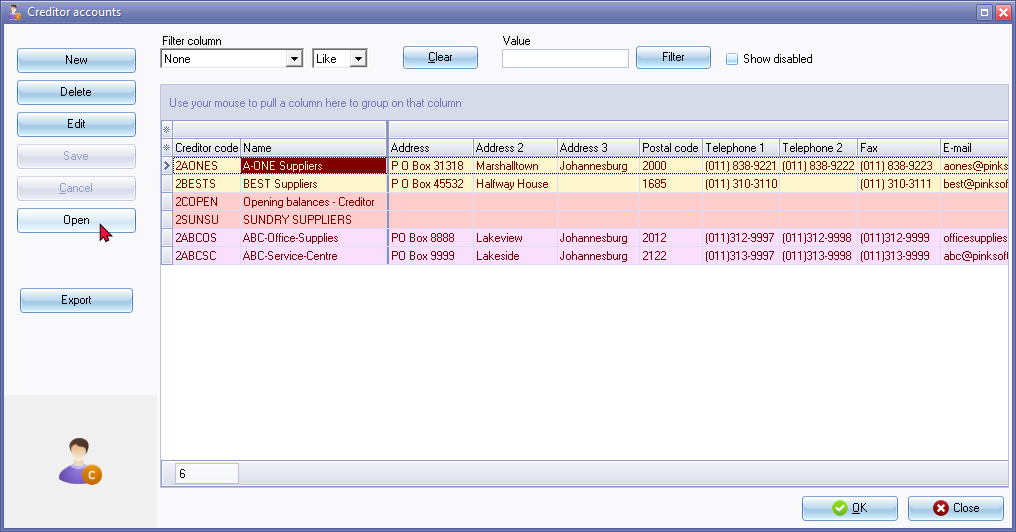 Creditor accounts
New
Delete
Edit
Save
Cancel
Open
Export
Filter column
None
Like
Clear
Value
Filter
Show disabled
Use your mouse to pull a column here to group on that column
Creditor code Name Address Address 2 Address 3 Postal code Telephone 1 Telephone 2 Fax E-mail
2AONES A-ONE Suppliers P O Box 31318 Marshalltown Johannesburg 2000 (011) 838-9221 (011) 838-9222 (011) 838-9223 aones@pinks
2BESTS BEST Suppliers P O Box 45532 Halfway House 1685 (011) 310-3110 (011) 310-3111 best@pinksof
2COPEN Opening balances - Creditor
2SUNSU SUNDRY SUPPLIERS
2ABCOS ABC-Office-Supplies PO Box 8888 Lakeview Johannesburg 2012 (011)312-9997 (011)312-9998 (011)312-9999 officesupplies
2ABCSC ABC-Service-Centre PO Box 9999 Lakeside Johannesburg 2122 (011)313-9997 (011)313-9998 (011)313-9999 abc@pinksof
6
C
OK
Close